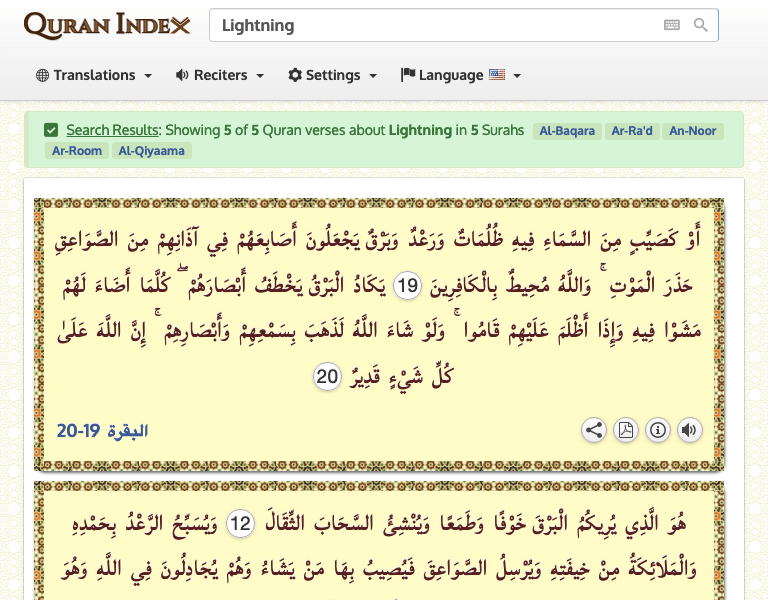 QURAN INDEX
Lightning
Translations
Reciters
Settings
Language
Search Results: Showing 5 of 5 Quran verses about Lightning in 5 Surahs Al-Baqara Ar-Ra'd An-Noor
Ar-Room Al-Qiyaama
أَوْ كَصَيِّبٍ مِنَ السَّمَاءِ فِيهِ ظُلُمَاتٌ وَرَعْدٌ وَبَرْقٌ يَجْعَلُونَ أَصَابِعَهُمْ فِي آذَانِهِمْ مِنَ الصَّوَاعِقِ
حَذَرَ الْمَوْتِ ۚ وَاللَّهُ مُحِيطٌ بِالْكَافِرِينَ 19 يَكَادُ الْبَرْقُ يَخْطَفُ أَبْصَارَهُمْ ۖ كُلَّمَا أَضَاءَ لَهُمْ
مَشَوْا فِيهِ وَإِذَا أَظْلَمَ عَلَيْهِمْ قَامُوا ۚ وَلَوْ شَاءَ اللَّهُ لَذَهَبَ بِسَمْعِهِمْ وَأَبْصَارِهِمْ ۚ إِنَّ اللَّهَ عَلَىٰ
كُلِّ شَيْءٍ قَدِيرٌ 20
البقرة 19-20
هُوَ الَّذِي يُرِيكُمُ الْبَرْقَ خَوْفًا وَطَمَعًا وَيُنْشِئُ السَّحَابَ الثِّقَالَ 12 وَيُسَبِّحُ الرَّعْدُ بِحَمْدِهِ
وَالْمَلَائِكَةُ مِنْ خِيفَتِهِ وَيُرْسِلُ الصَّوَاعِقَ فَيُصِيبُ بِهَا مَنْ يَشَاءُ وَهُمْ يُجَادِلُونَ فِي اللَّهِ وَهُوَ